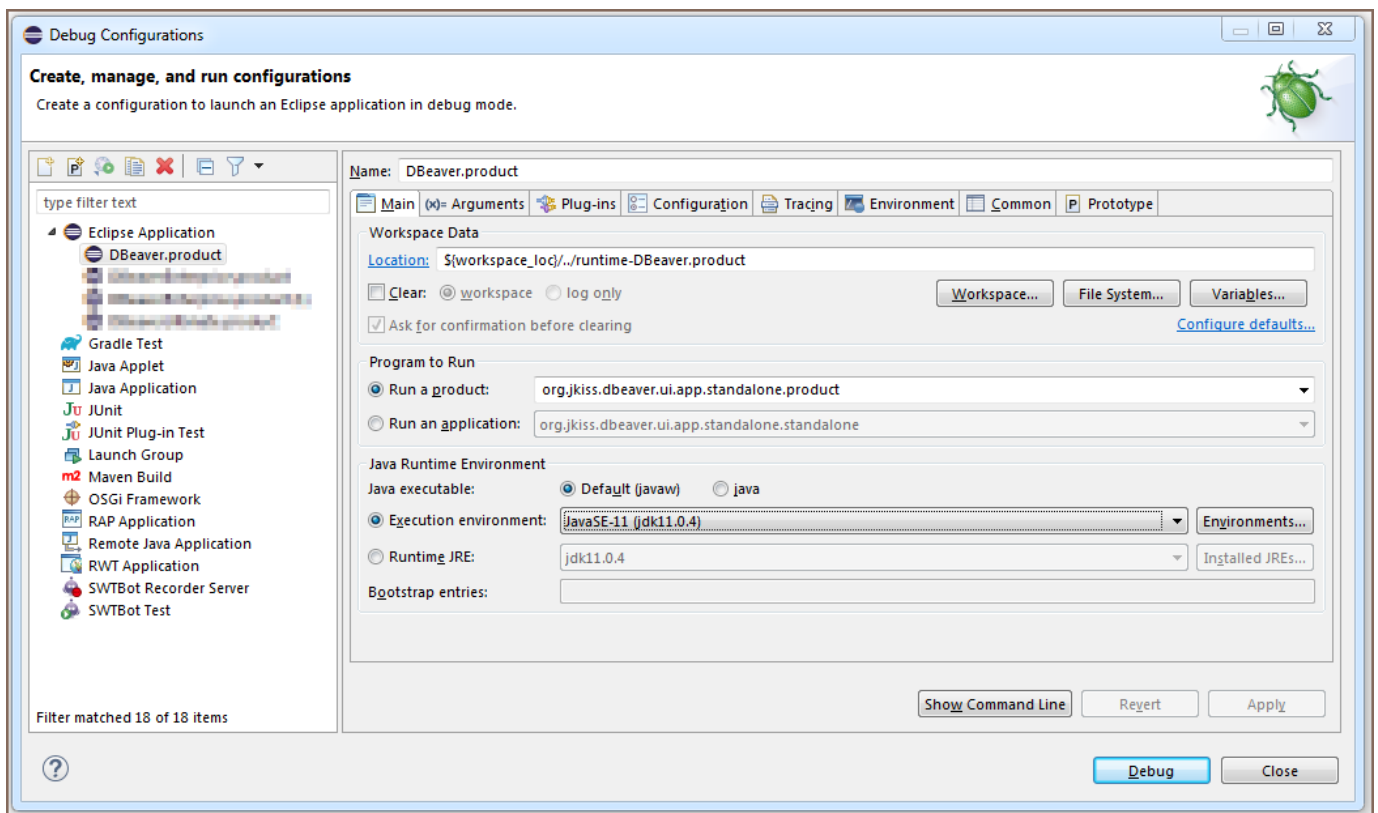 Debug Configurations
Create, manage, and run configurations
Create a configuration to launch an Eclipse application in debug mode.
type filter text
Eclipse Application
DBeaver.product
Gradle Test
Java Applet
Java Application
JUnit
JUnit Plug-in Test
Launch Group
m2 Maven Build
OSGi Framework
RAP RAP Application
Remote Java Application
RWT Application
SWTBot Recorder Server
SWTBot Test
Filter matched 18 of 18 items
Name: DBeaver.product
Main (x)= Arguments Plug-ins Configuration Tracing Environment Common P Prototype
Workspace Data
Location: ${workspace_loc}/../runtime-DBeaver.product
Clear: workspace log only Workspace... File System... Variables...
Ask for confirmation before clearing Configure defaults...
Program to Run
Run a product: org.jkiss.dbeaver.ui.app.standalone.product
Run an application: org.jkiss.dbeaver.ui.app.standalone.standalone
Java Runtime Environment
Java executable: Default (javaw) java
Execution environment: JavaSE-11 (jdk11.0.4) Environments...
Runtime JRE: jdk11.0.4 Installed JREs...
Bootstrap entries:
Show Command Line Revert Apply
Debug Close